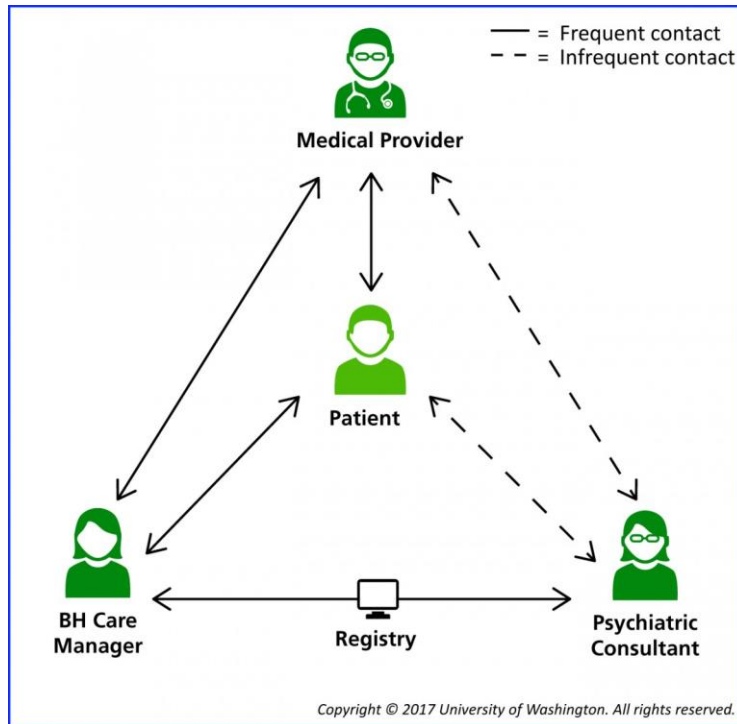 — = Frequent contact
- - - = Infrequent contact
Medical Provider
Patient
BH Care
Manager
Registry
Psychiatric
Consultant
Copyright © 2017 University of Washington. All rights reserved.